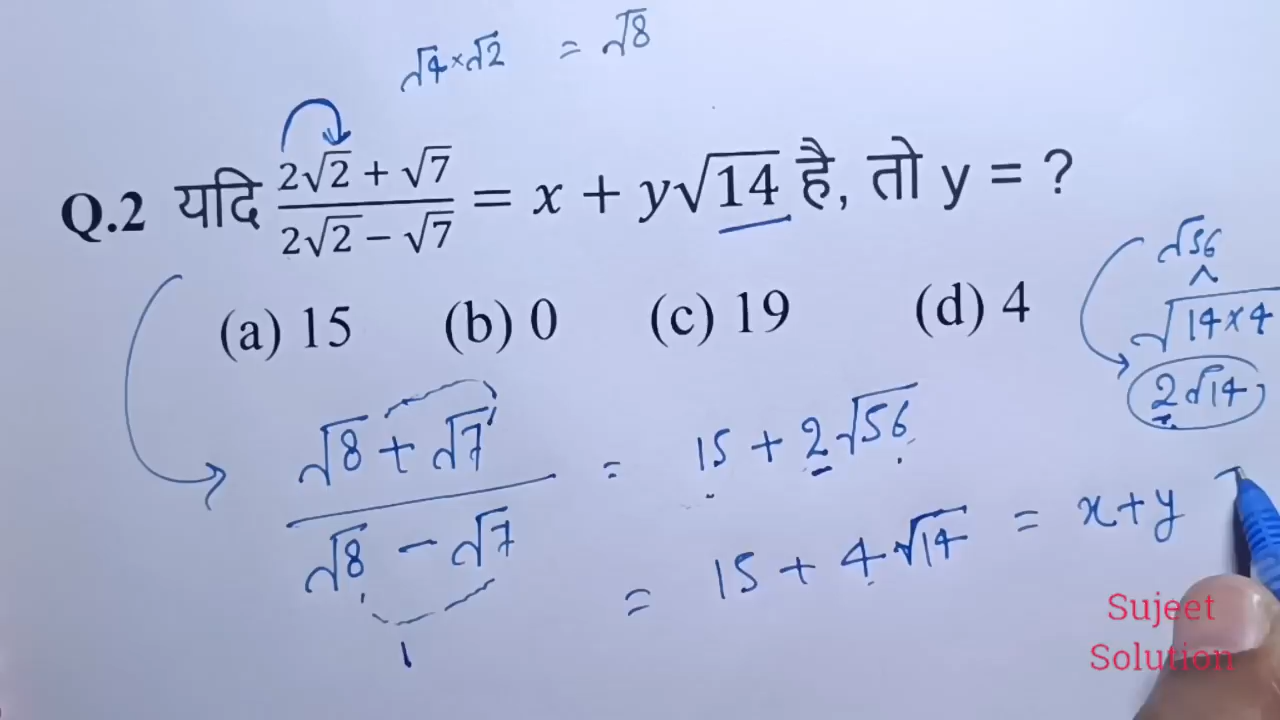 √4 × √2 = √8
Q.2 यदि (2√2 + √7)/(2√2 − √7) = x + y√14 है, तो y = ?
(a) 15 (b) 0 (c) 19 (d) 4
√56
√14×4
2√14
(√8 + √7)/(√8 − √7) = 15 + 2√56
1
= 15 + 4√14 = x + y
Sujeet
Solution